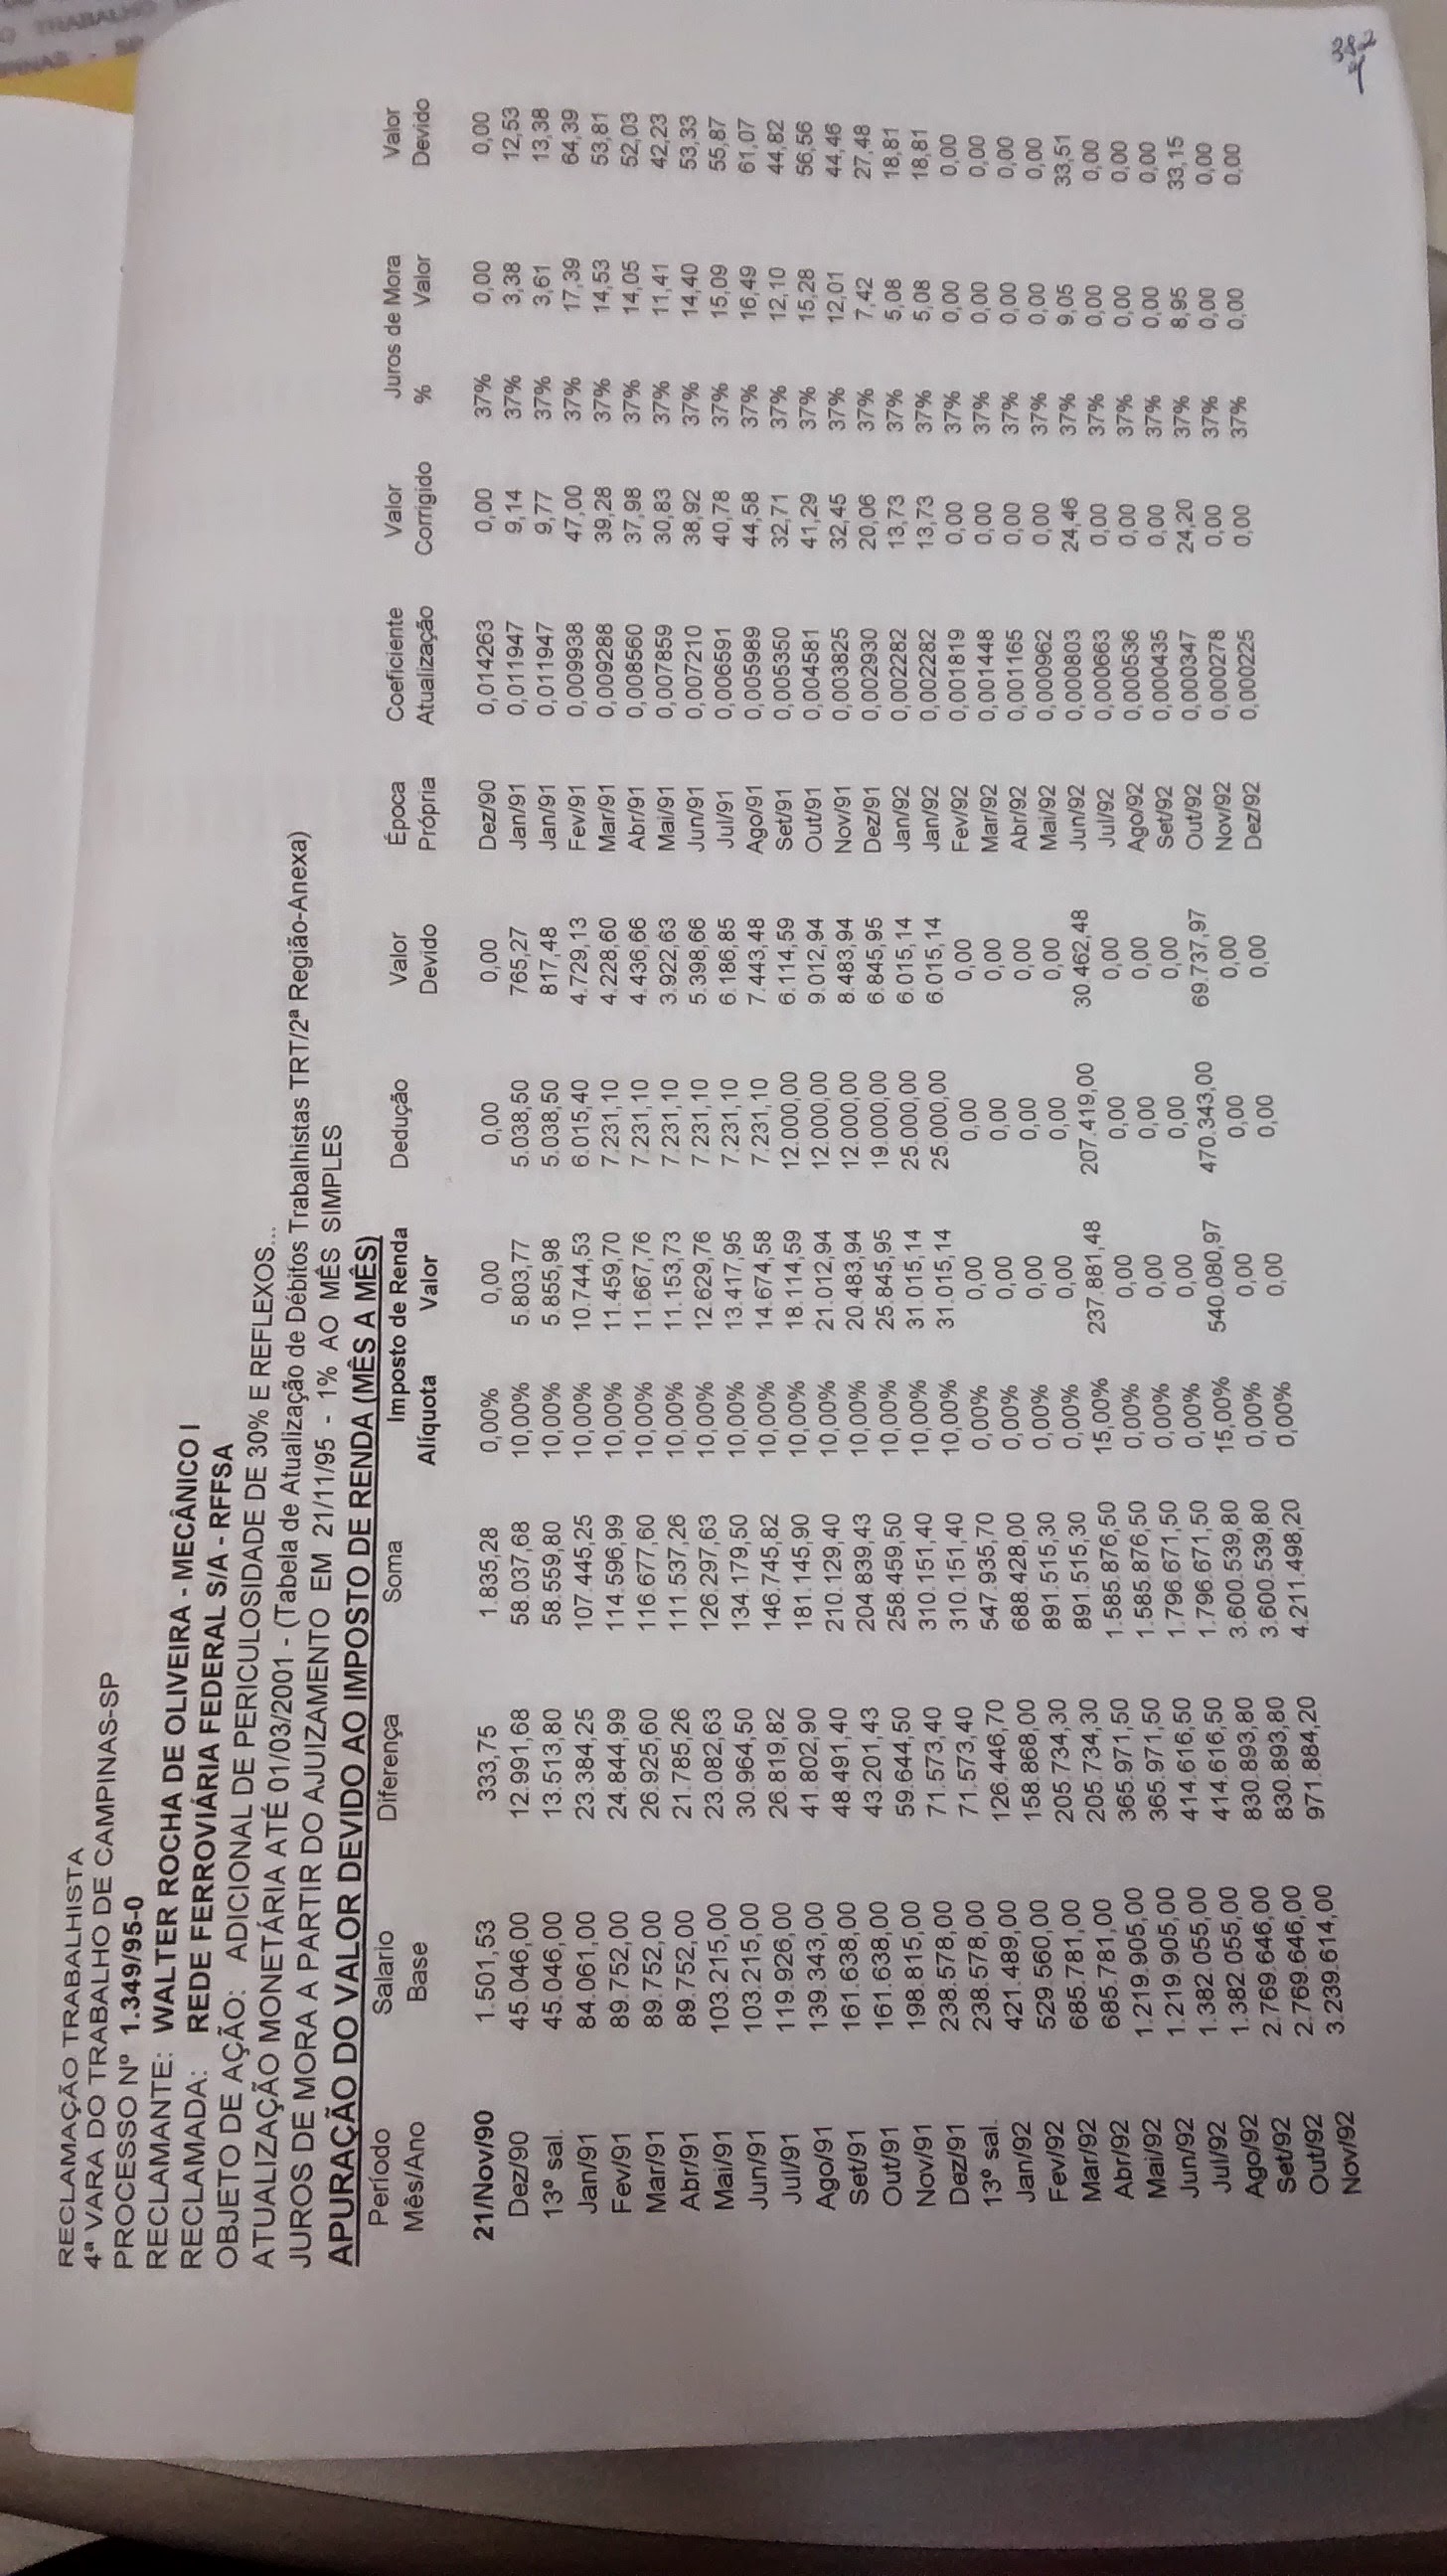 RECLAMAÇÃO TRABALHISTA
4ª VARA DO TRABALHO DE CAMPINAS-SP
PROCESSO Nº 1.349/95-0
RECLAMANTE: WALTER ROCHA DE OLIVEIRA - MECÂNICO I
RECLAMADA: REDE FERROVIÁRIA FEDERAL S/A - RFFSA
OBJETO DE AÇÃO: ADICIONAL DE PERICULOSIDADE DE 30% E REFLEXOS...
ATUALIZAÇÃO MONETÁRIA ATÉ 01/03/2001 - (Tabela de Atualização de Débitos Trabalhistas TRT/2ª Região-Anexa)
JUROS DE MORA A PARTIR DO AJUIZAMENTO EM 21/11/95 - 1% AO MÊS SIMPLES
APURAÇÃO DO VALOR DEVIDO AO IMPOSTO DE RENDA (MÊS A MÊS)
Período Salario Diferença Soma Imposto de Renda Dedução Valor Época Coeficiente Valor Juros de Mora Valor
Mês/Ano Base Alíquota Valor Devido Própria Atualização Corrigido % Valor Devido
21/Nov/90 1.501,53 333,75 1.835,28 0,00% 0,00 0,00 0,00 Dez/90 0,014263 0,00 37% 0,00 0,00
Dez/90 45.046,00 12.991,68 58.037,68 10,00% 5.803,77 5.038,50 765,27 Jan/91 0,011947 9,14 37% 3,38 12,53
13º sal. 45.046,00 13.513,80 58.559,80 10,00% 5.855,98 5.038,50 817,48 Jan/91 0,011947 9,77 37% 3,61 13,38
Jan/91 84.061,00 23.384,25 107.445,25 10,00% 10.744,53 6.015,40 4.729,13 Fev/91 0,009938 47,00 37% 17,39 64,39
Fev/91 89.752,00 24.844,99 114.596,99 10,00% 11.459,70 7.231,10 4.228,60 Mar/91 0,009288 39,28 37% 14,53 53,81
Mar/91 89.752,00 26.925,60 116.677,60 10,00% 11.667,76 7.231,10 4.436,66 Abr/91 0,008560 37,98 37% 14,05 52,03
Abr/91 89.752,00 21.785,26 111.537,26 10,00% 11.153,73 7.231,10 3.922,63 Mai/91 0,007859 30,83 37% 11,41 42,23
Mai/91 103.215,00 23.082,63 126.297,63 10,00% 12.629,76 7.231,10 5.398,66 Jun/91 0,007210 38,92 37% 14,40 53,33
Jun/91 103.215,00 30.964,50 134.179,50 10,00% 13.417,95 7.231,10 6.186,85 Jul/91 0,006591 40,78 37% 15,09 55,87
Jul/91 119.926,00 26.819,82 146.745,82 10,00% 14.674,58 7.231,10 7.443,48 Ago/91 0,005989 44,58 37% 16,49 61,07
Ago/91 139.343,00 41.802,90 181.145,90 10,00% 18.114,59 12.000,00 6.114,59 Set/91 0,005350 32,71 37% 12,10 44,82
Set/91 161.638,00 48.491,40 210.129,40 10,00% 21.012,94 12.000,00 9.012,94 Out/91 0,004581 41,29 37% 15,28 56,56
Out/91 161.638,00 43.201,43 204.839,43 10,00% 20.483,94 12.000,00 8.483,94 Nov/91 0,003825 32,45 37% 12,01 44,46
Nov/91 198.815,00 59.644,50 258.459,50 10,00% 25.845,95 19.000,00 6.845,95 Dez/91 0,002930 20,06 37% 7,42 27,48
Dez/91 238.578,00 71.573,40 310.151,40 10,00% 31.015,14 25.000,00 6.015,14 Jan/92 0,002282 13,73 37% 5,08 18,81
13º sal. 238.578,00 71.573,40 310.151,40 10,00% 31.015,14 25.000,00 6.015,14 Jan/92 0,002282 13,73 37% 5,08 18,81
Jan/92 421.489,00 126.446,70 547.935,70 0,00% 0,00 0,00 0,00 Fev/92 0,001819 0,00 37% 0,00 0,00
Fev/92 529.560,00 158.868,00 688.428,00 0,00% 0,00 0,00 0,00 Mar/92 0,001448 0,00 37% 0,00 0,00
Mar/92 685.781,00 205.734,30 891.515,30 0,00% 0,00 0,00 0,00 Abr/92 0,001165 0,00 37% 0,00 0,00
Abr/92 685.781,00 205.734,30 891.515,30 0,00% 0,00 0,00 0,00 Mai/92 0,000962 0,00 37% 0,00 0,00
Mai/92 1.219.905,00 365.971,50 1.585.876,50 15,00% 237.881,48 207.419,00 30.462,48 Jun/92 0,000803 24,46 37% 9,05 33,51
Jun/92 1.219.905,00 365.971,50 1.585.876,50 0,00% 0,00 0,00 0,00 Jul/92 0,000663 0,00 37% 0,00 0,00
Jul/92 1.382.055,00 414.616,50 1.796.671,50 0,00% 0,00 0,00 0,00 Ago/92 0,000536 0,00 37% 0,00 0,00
Ago/92 1.382.055,00 414.616,50 1.796.671,50 0,00% 0,00 0,00 0,00 Set/92 0,000435 0,00 37% 0,00 0,00
Set/92 2.769.646,00 830.893,80 3.600.539,80 15,00% 540.080,97 470.343,00 69.737,97 Out/92 0,000347 24,20 37% 8,95 33,15
Out/92 2.769.646,00 830.893,80 3.600.539,80 0,00% 0,00 0,00 0,00 Nov/92 0,000278 0,00 37% 0,00 0,00
Nov/92 3.239.614,00 971.884,20 4.211.498,20 0,00% 0,00 0,00 0,00 Dez/92 0,000225 0,00 37% 0,00 0,00
382